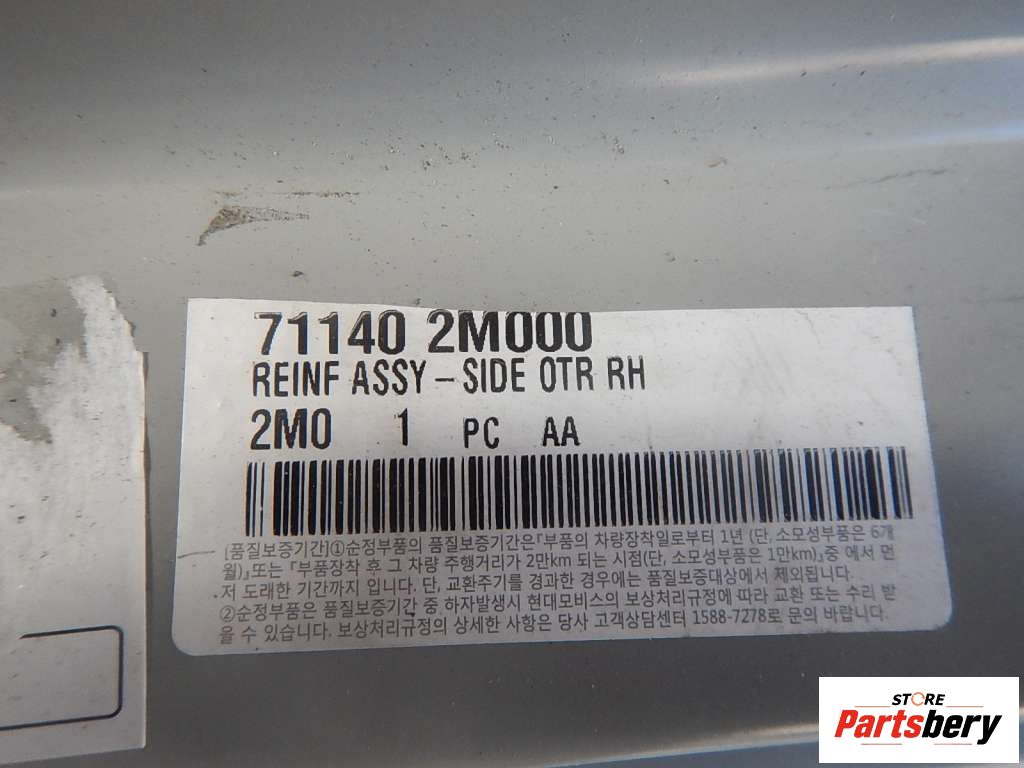 71140 2M000
REINF ASSY - SIDE OTR RH
2M0 1 PC AA
[품질보증기간]①순정부품의 품질보증기간은「부품의 차량장착일로부터 1년 (단, 소모성부품은 6개
월)」또는 「부품장착 후 그 차량 주행거리가 2만km 되는 시점(단, 소모성부품은 1만km)」중 에서 먼
저 도래한 기간까지 입니다. 단, 교환주기를 경과한 경우에는 품질보증대상에서 제외됩니다.
②순정부품은 품질보증기간 중 하자발생시 현대모비스의 보상처리규정에 따라 교환 또는 수리 받
을 수 있습니다. 보상처리규정의 상세한 사항은 당사 고객상담센터 1588-7278로 문의 바랍니다.
STORE
Partsbery